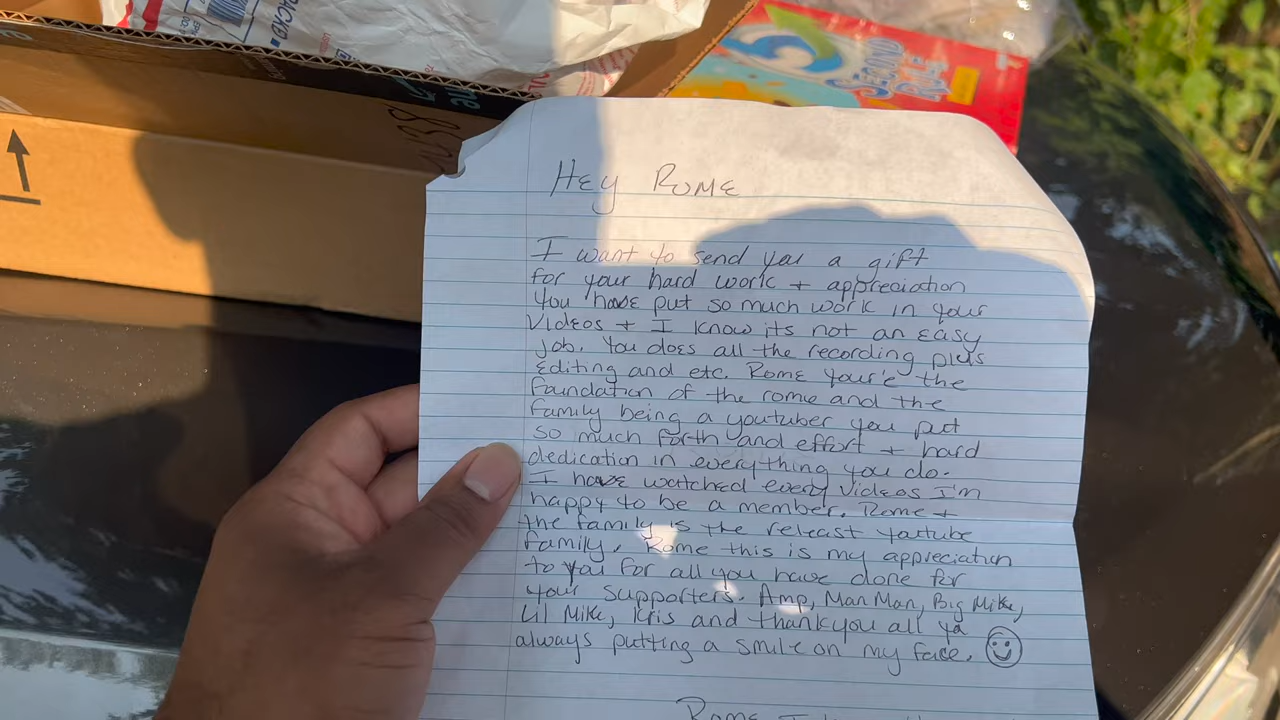 SECOND
ROLE
HEY ROME
I want to send you a gift
for your hard work + appreciation
You have put so much work in your
Videos + I know its not an easy
job. You does all the recording plus
Editing and etc. Rome your'e the
foundation of the rome and the
family being a youtuber you put
so much forth and effort + hard
dedication in everything you do.
I have watched every videos I'm
happy to be a member. Rome +
the family is the releast youtube
family. Rome this is my appreciation
to you for all you have done for
your supporters. Amp, Man Man, Big Mike,
Lil Mike, Kris and thank you all ya
always putting a smile on my face.
Rome I